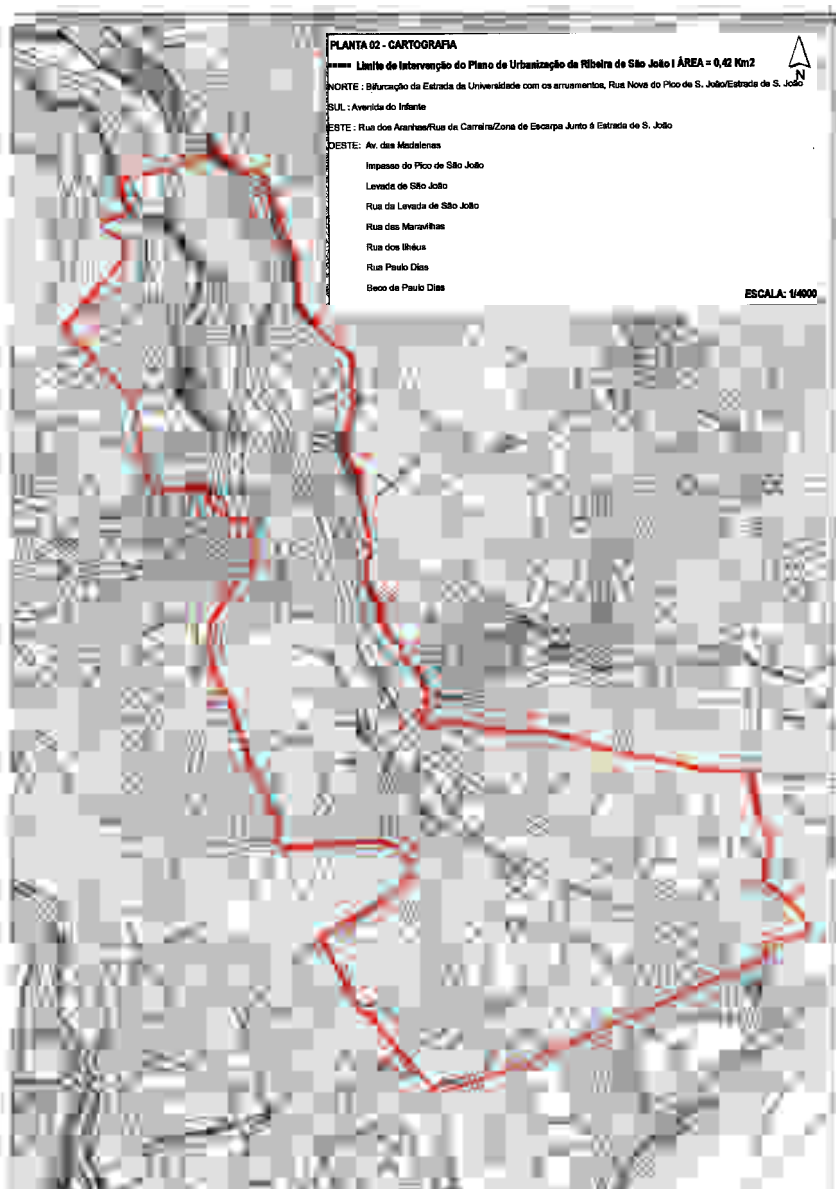 PLANTA 02 - CARTOGRAFIA
Limite de Intervenção do Plano de Urbanização da Ribeira de São João I ÁREA = 0,42 Km2
N
NORTE : Bifurcação da Estrada da Universidade com os arruamentos, Rua Nova do Pico de S. João/Estrada de S. João
SUL : Avenida do Infante
ESTE : Rua dos Aranhas/Rua da Carreira/Zona de Escarpa Junto á Estrada de S. João
OESTE: Av. das Madalenas
Impasse do Pico de São João
Levada de São João
Rua da Levada de São João
Rua das Maravilhas
Rua dos Ilhéus
Rua Paulo Dias
Beco de Paulo Dias
ESCALA: 1/4000